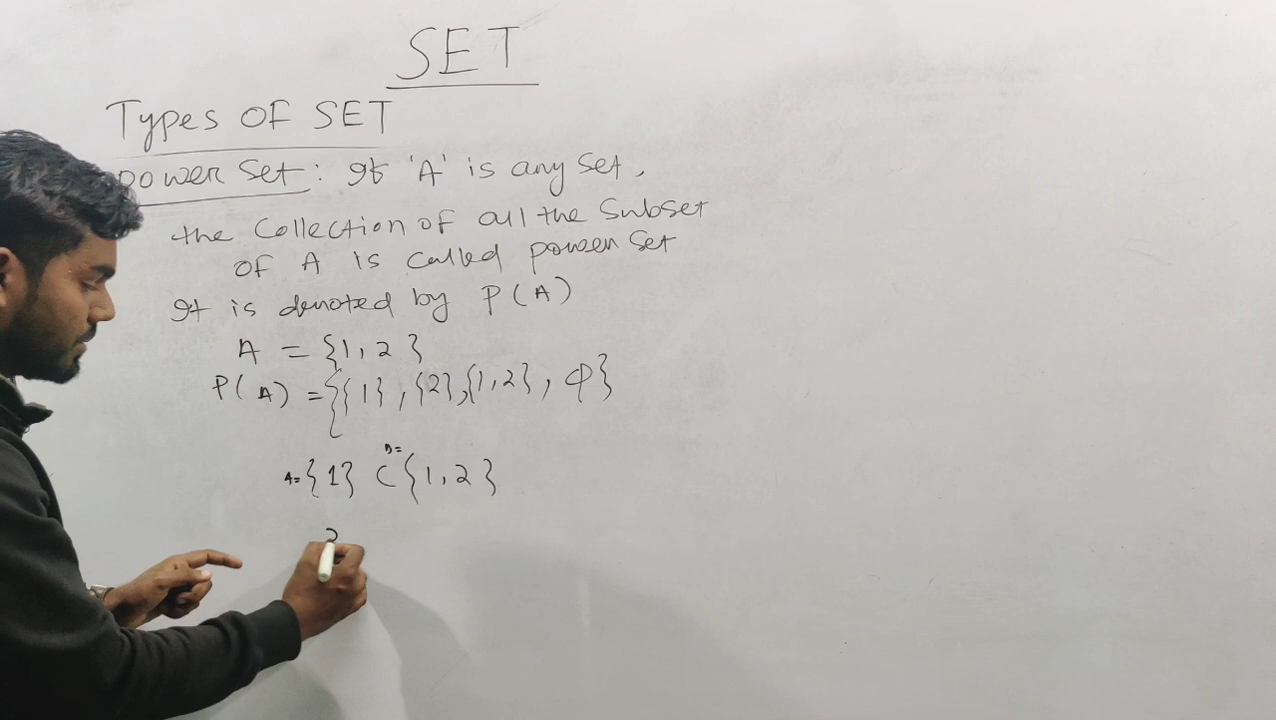 SET
Types OF SET
power Set : If 'A' is any Set,
the Collection of all the Subset
OF A is called power Set
It is denoted by P(A)
A = {1, 2}
P(A) = {{1}, {2}, {1,2}, φ}
A= {1} ⊂ B= {1, 2}
2